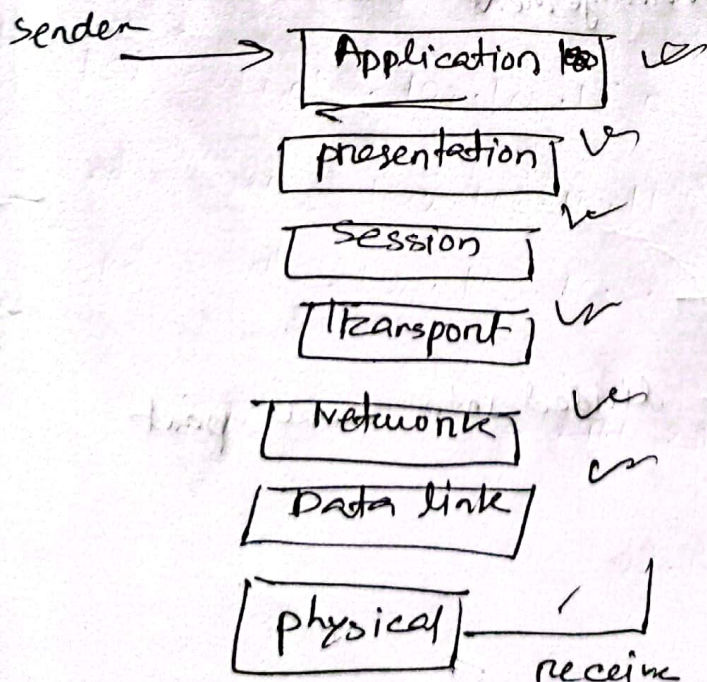 Sender
Application
presentation
Session
Transport
Network
Data link
physical
receive